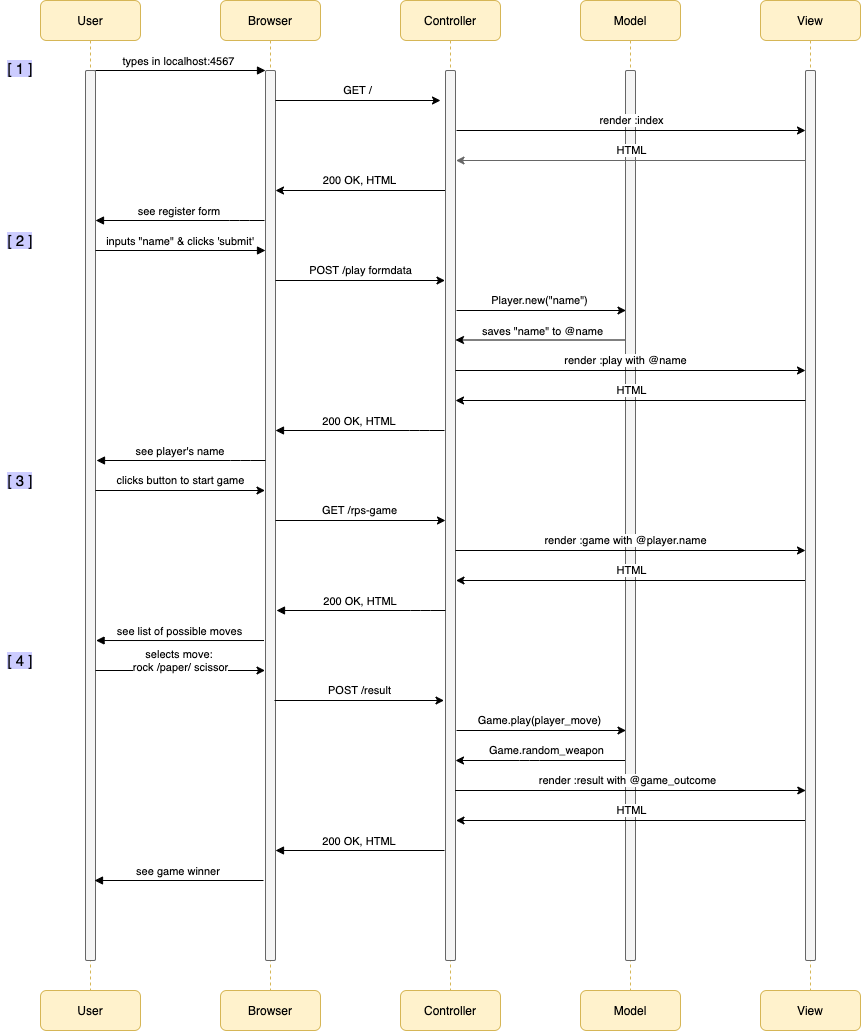 User
Browser
Controller
Model
View
[ 1 ]
types in localhost:4567
GET /
render :index
HTML
200 OK, HTML
see register form
[ 2 ]
inputs "name" & clicks 'submit'
POST /play formdata
Player.new("name")
saves "name" to @name
render :play with @name
HTML
200 OK, HTML
see player's name
[ 3 ]
clicks button to start game
GET /rps-game
render :game with @player.name
HTML
200 OK, HTML
see list of possible moves
[ 4 ]
selects move:
rock /paper/ scissor
POST /result
Game.play(player_move)
Game.random_weapon
render :result with @game_outcome
HTML
200 OK, HTML
see game winner
User
Browser
Controller
Model
View